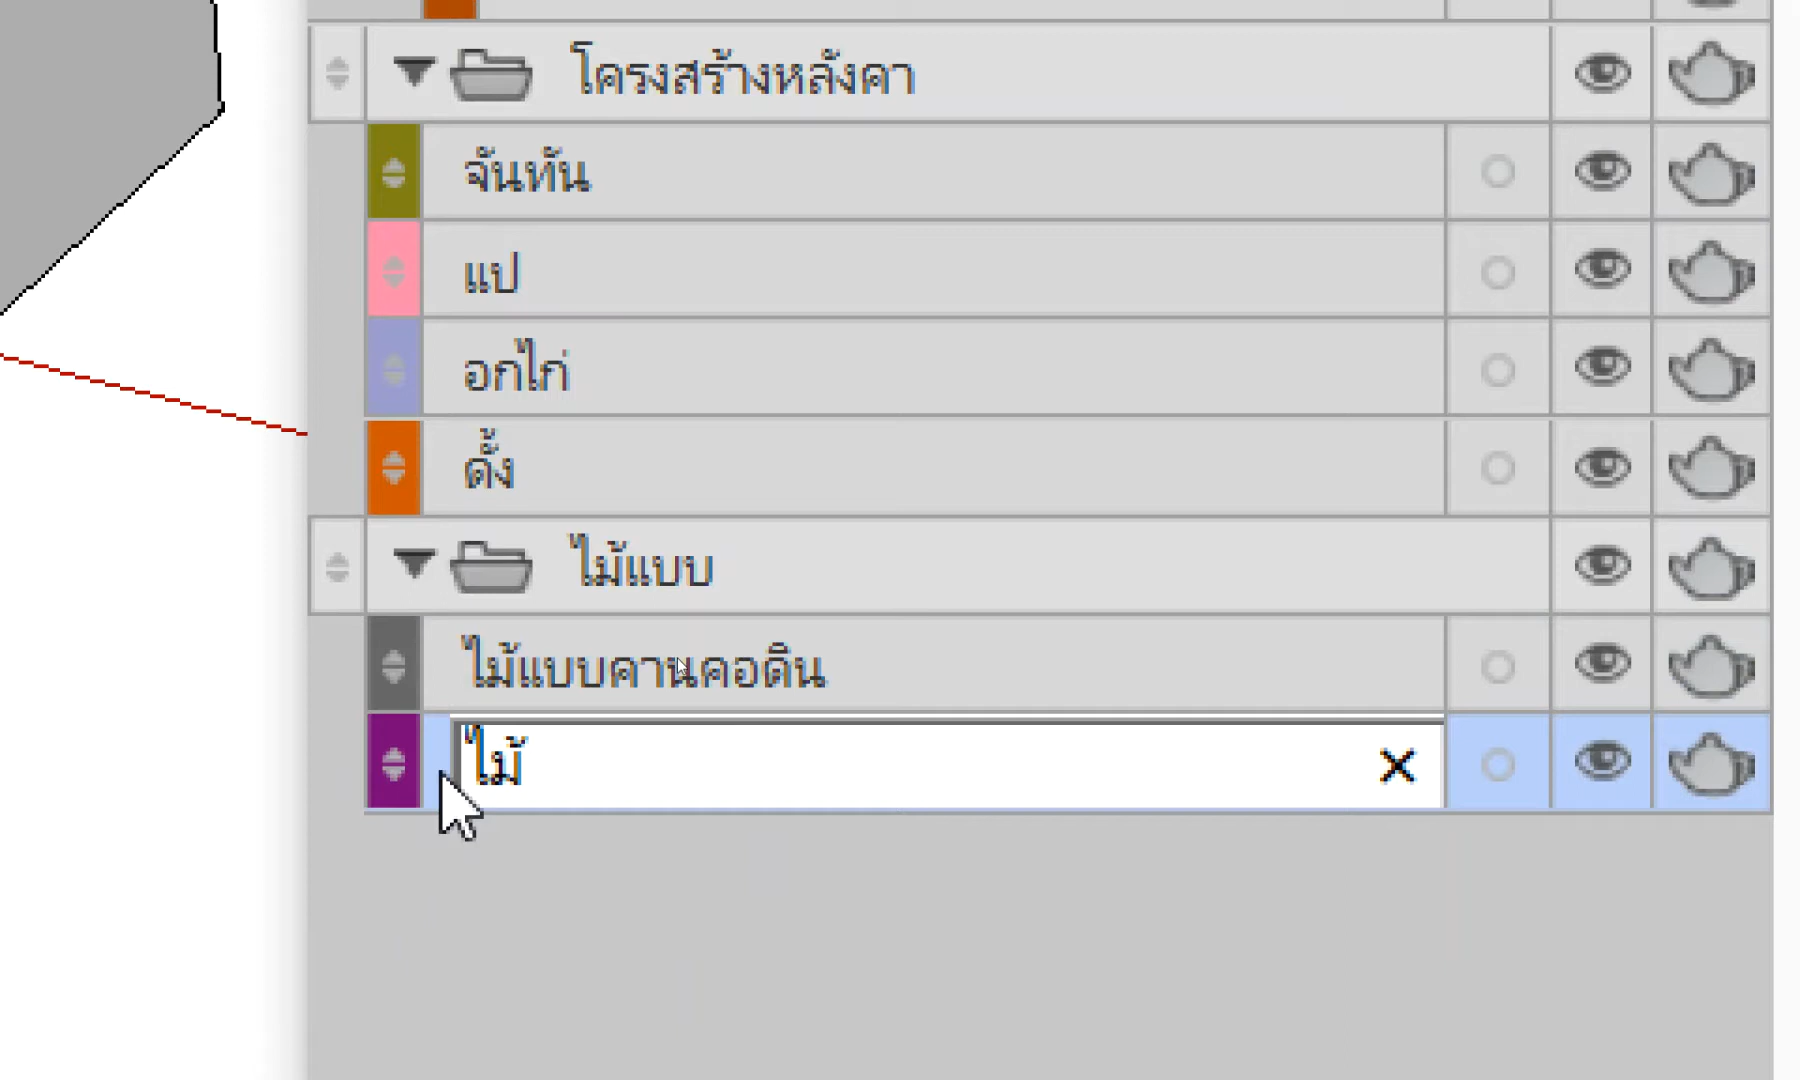 โครงสร้างหลังคา
จันทัน
แป
อกไก่
ดั้ง
ไม้แบบ
ไม้แบบคานคอดิน
ไม้